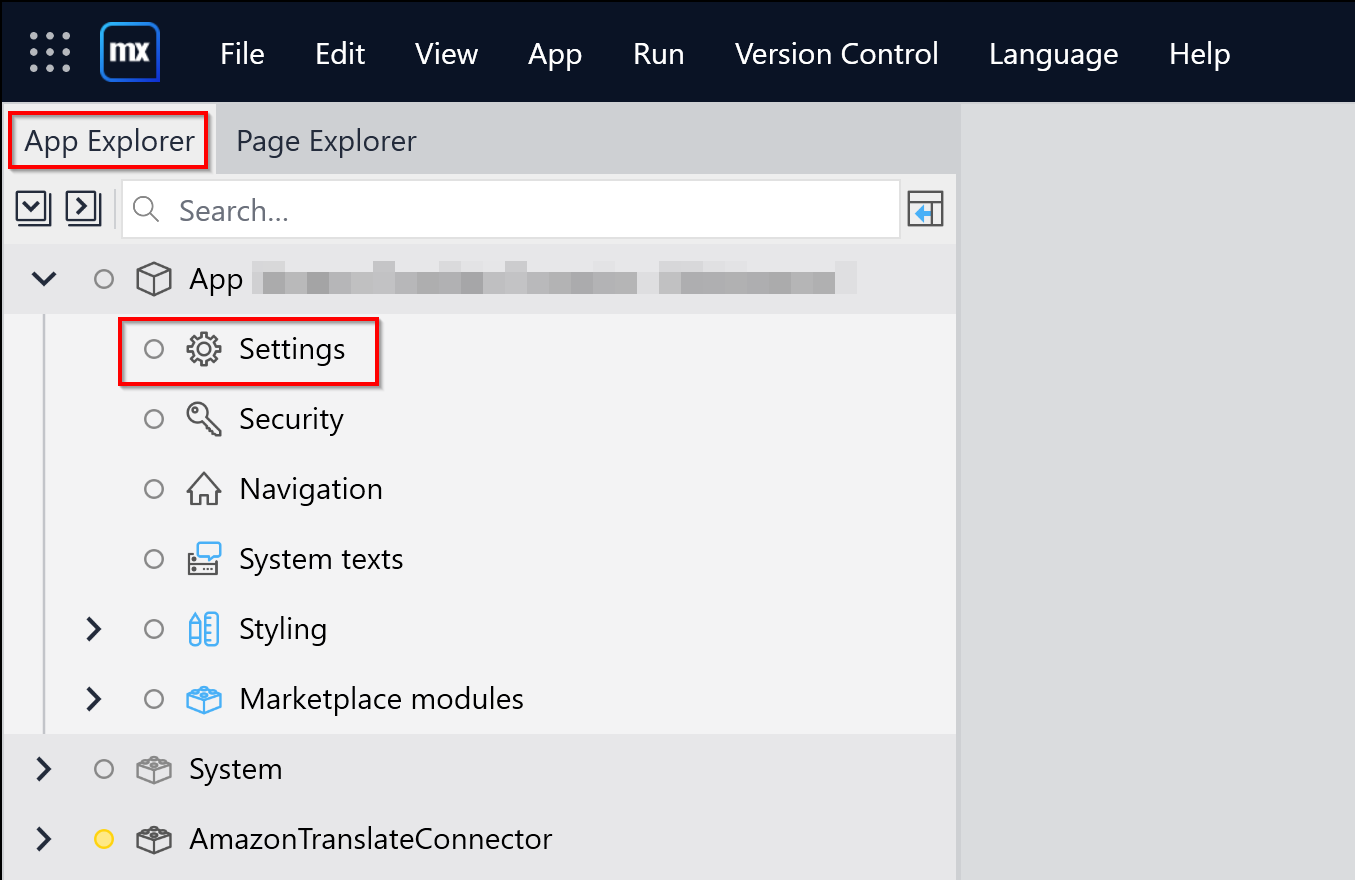 mx File Edit View App Run Version Control Language Help
App Explorer Page Explorer
Search...
App
Settings
Security
Navigation
System texts
Styling
Marketplace modules
System
AmazonTranslateConnector